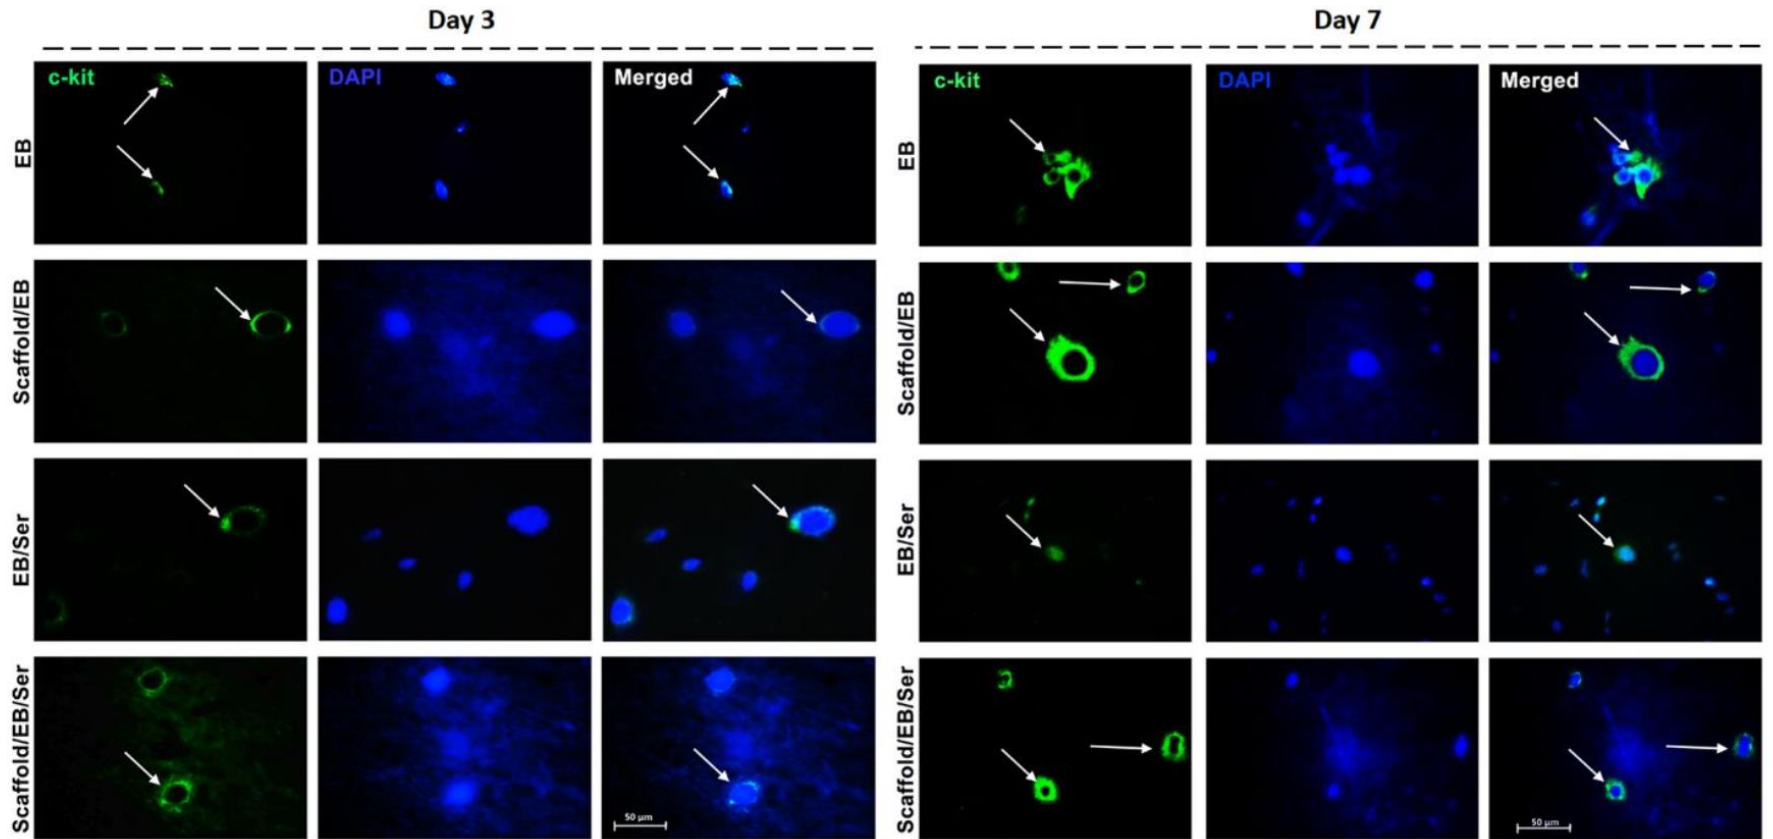 Day 3
Day 7
c-kit
DAPI
Merged
c-kit
DAPI
Merged
EB
EB
Scaffold/EB
Scaffold/EB
EB/Ser
EB/Ser
Scaffold/EB/Ser
50 µm
Scaffold/EB/Ser
50 µm